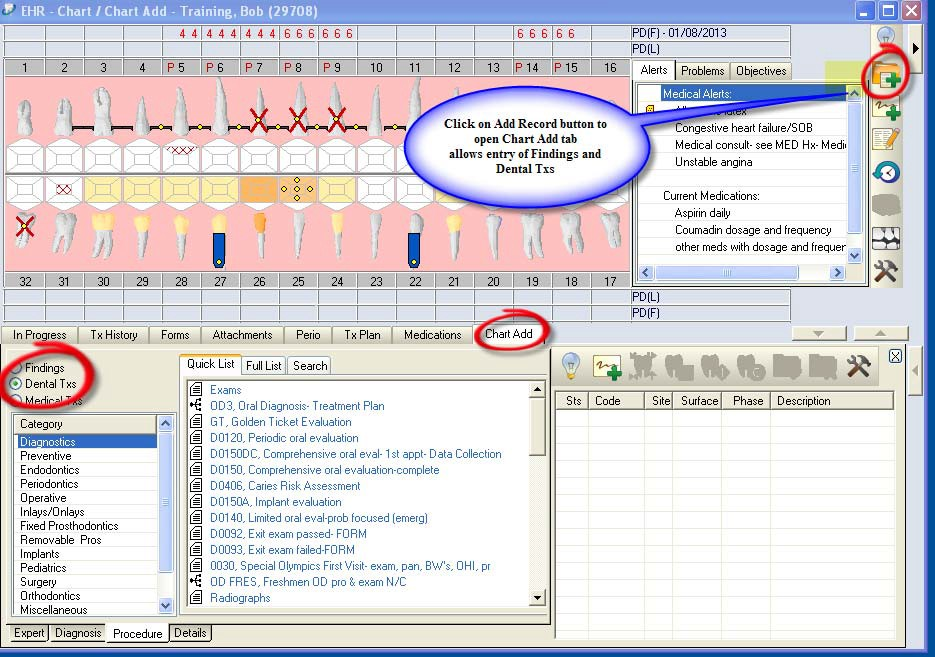 EHR - Chart / Chart Add - Training, Bob (29708)
4 4 4 4 4 4 4 4 6 6 6 6 6 6 6 6 6 6 6 PD(F) - 01/08/2013
PD(L)
1 2 3 4 P 5 P 6 P 7 P 8 P 9 10 11 12 13 P 14 P 15 16
Alerts Problems Objectives
Medical Alerts:
Click on Add Record button to
open Chart Add tab
allows entry of Findings and
Dental Txs
Congestive heart failure/SOB
Medical consult- see MED Hx- Medi
Unstable angina
Current Medications:
Aspirin daily
Coumadin dosage and frequency
other meds with dosage and frequer
32 31 30 29 28 27 26 25 24 23 22 21 20 19 18 17
PD(L)
PD(F)
In Progress Tx History Forms Attachments Perio Tx Plan Medications Chart Add
Findings
Dental Txs
Medical Txs
Quick List Full List Search
Category
Diagnostics
Preventive
Endodontics
Periodontics
Operative
Inlays/Onlays
Fixed Prosthodontics
Removable Pros
Implants
Pediatrics
Surgery
Orthodontics
Miscellaneous
Exams
OD3, Oral Diagnosis- Treatment Plan
GT, Golden Ticket Evaluation
D0120, Periodic oral evaluation
D0150DC, Comprehensive oral eval- 1st appt- Data Collection
D0150, Comprehensive oral evaluation-complete
D0406, Caries Risk Assessment
D0150A, Implant evaluation
D0140, Limited oral eval-prob focused (emerg)
D0092, Exit exam passed- FORM
D0093, Exit exam failed-FORM
0030, Special Olympics First Visit- exam, pan, BW's, OHI, pr
OD FRES, Freshmen OD pro & exam N/C
Radiographs
Sts Code Site Surface Phase Description
Expert Diagnosis Procedure Details